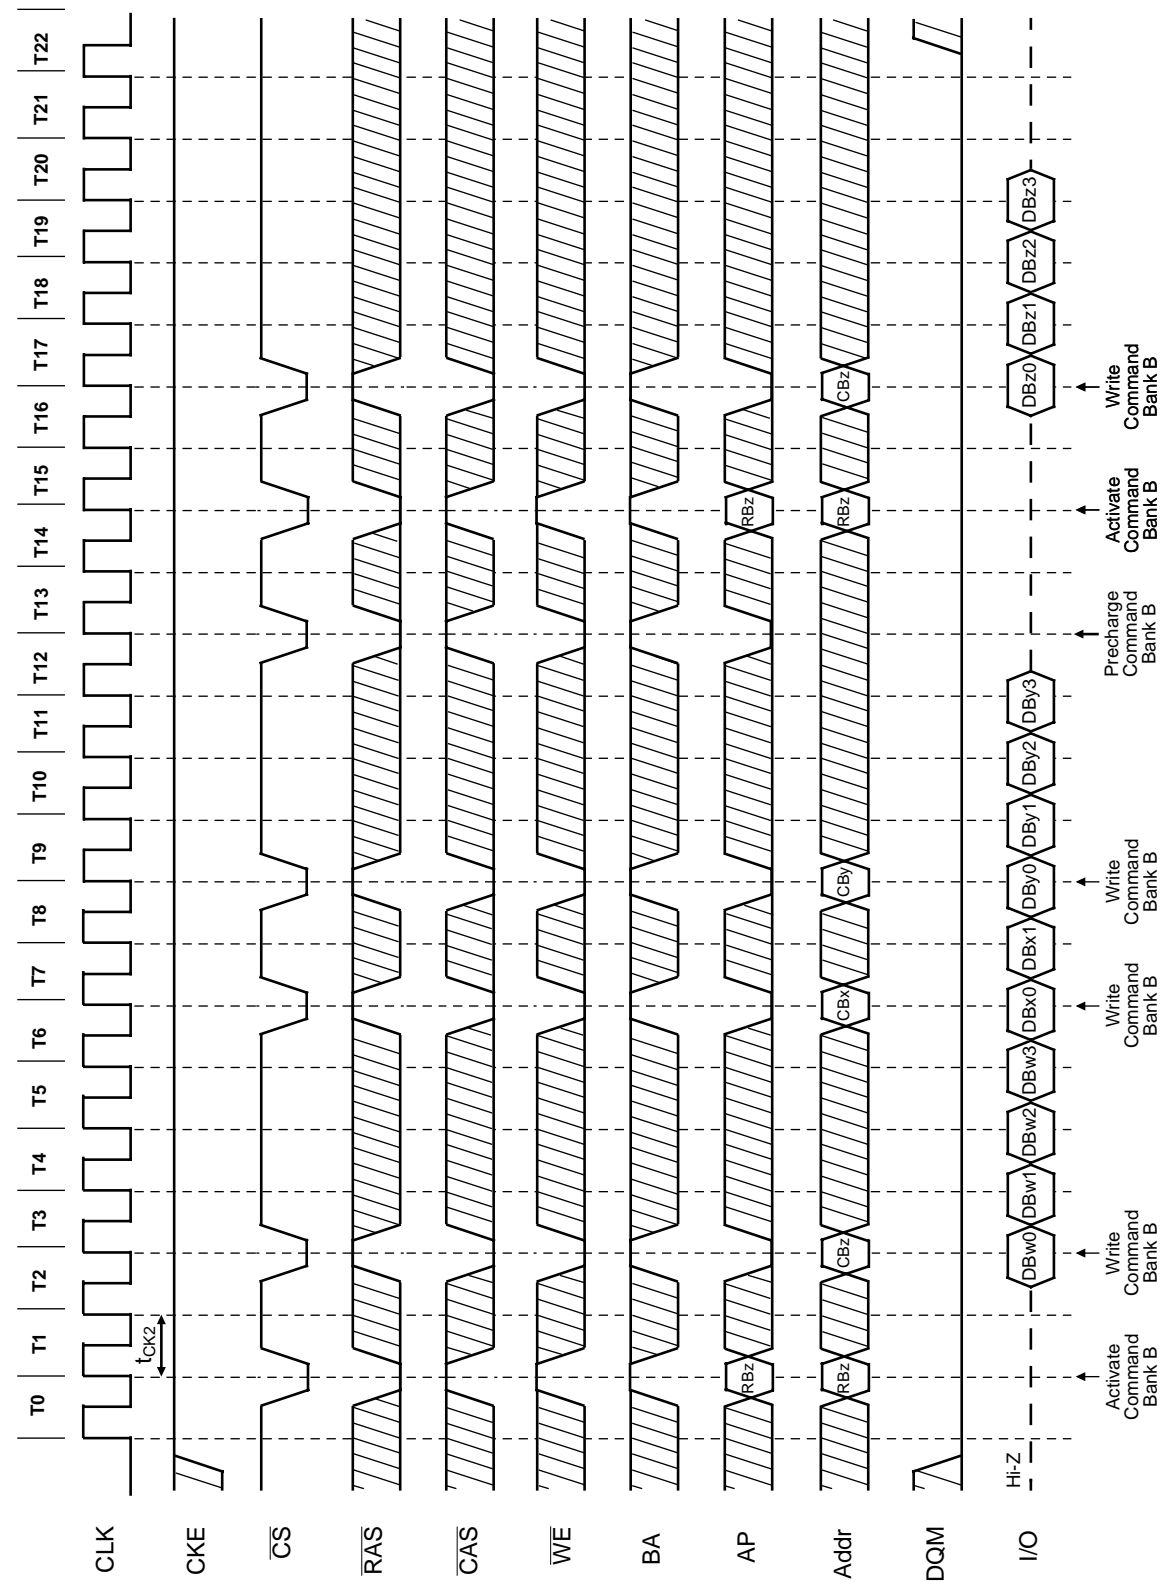 T0 T1 T2 T3 T4 T5 T6 T7 T8 T9 T10 T11 T12 T13 T14 T15 T16 T17 T18 T19 T20 T21 T22
CLK
tCK2
CKE
CS
RAS
CAS
WE
BA
AP
RBz RBz
Addr
RBz CBz CBx CBy RBz CBz
DQM
I/O
Hi-Z
DBw0 DBw1 DBw2 DBw3 DBx0 DBx1 DBy0 DBy1 DBy2 DBy3 DBz0 DBz1 DBz2 DBz3
Activate
Command
Bank B
Write
Command
Bank B
Write
Command
Bank B
Write
Command
Bank B
Precharge
Command
Bank B
Activate
Command
Bank B
Write
Command
Bank B